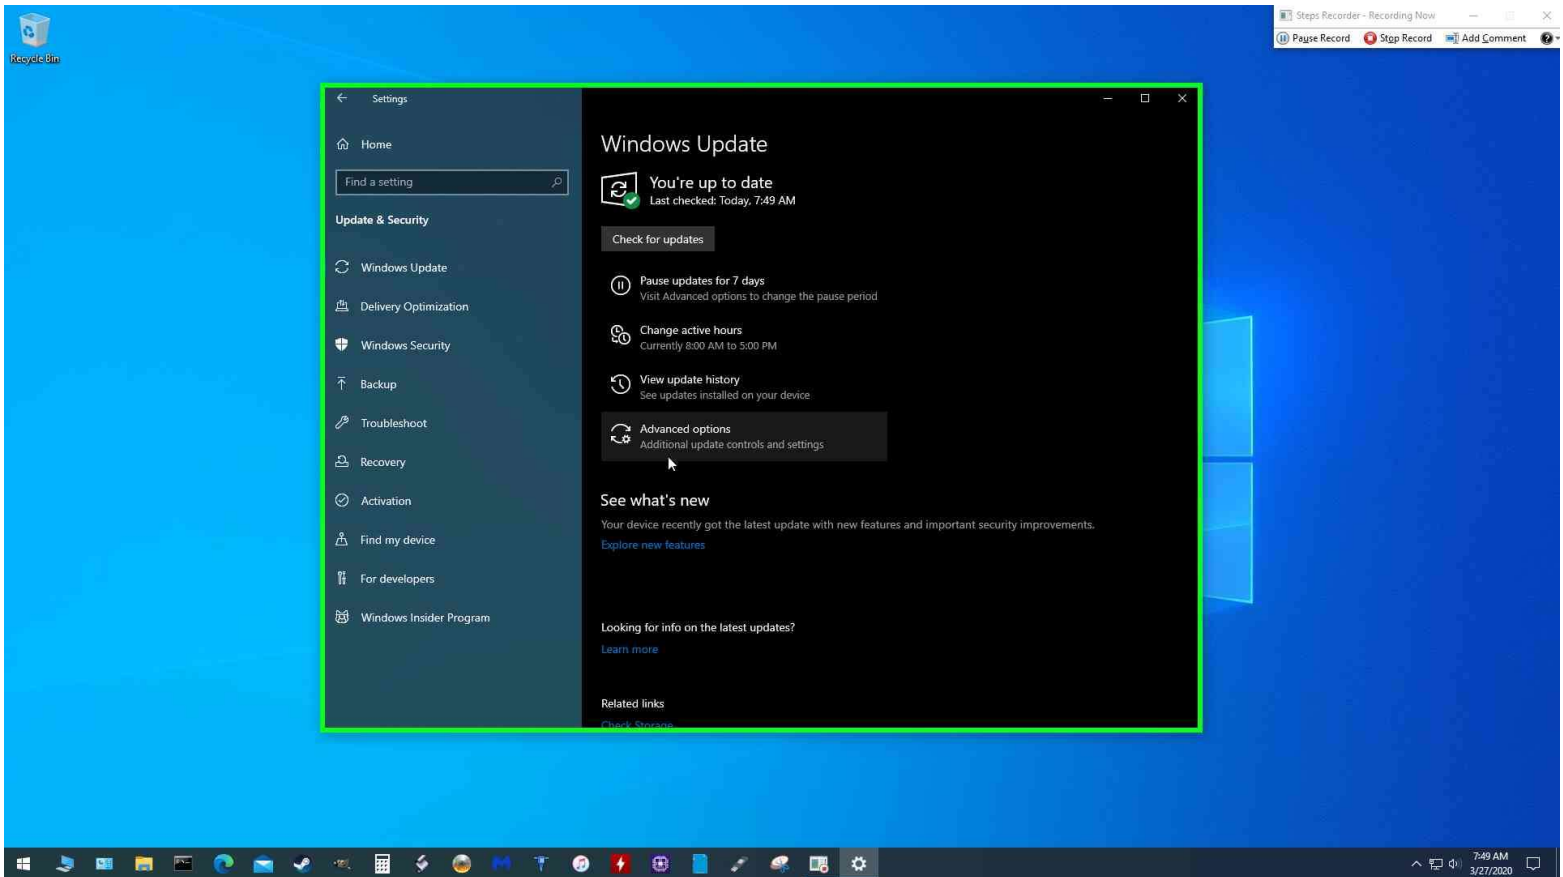 Recycle Bin
Steps Recorder - Recording Now
Pause Record Stop Record Add Comment
Settings
Home
Find a setting
Update & Security
Windows Update
Delivery Optimization
Windows Security
Backup
Troubleshoot
Recovery
Activation
Find my device
For developers
Windows Insider Program
Windows Update
You're up to date
Last checked: Today, 7:49 AM
Check for updates
Pause updates for 7 days
Visit Advanced options to change the pause period
Change active hours
Currently 8:00 AM to 5:00 PM
View update history
See updates installed on your device
Advanced options
Additional update controls and settings
See what's new
Your device recently got the latest update with new features and important security improvements.
Explore new features
Looking for info on the latest updates?
Learn more
Related links
Check Storage
7:49 AM
3/27/2020